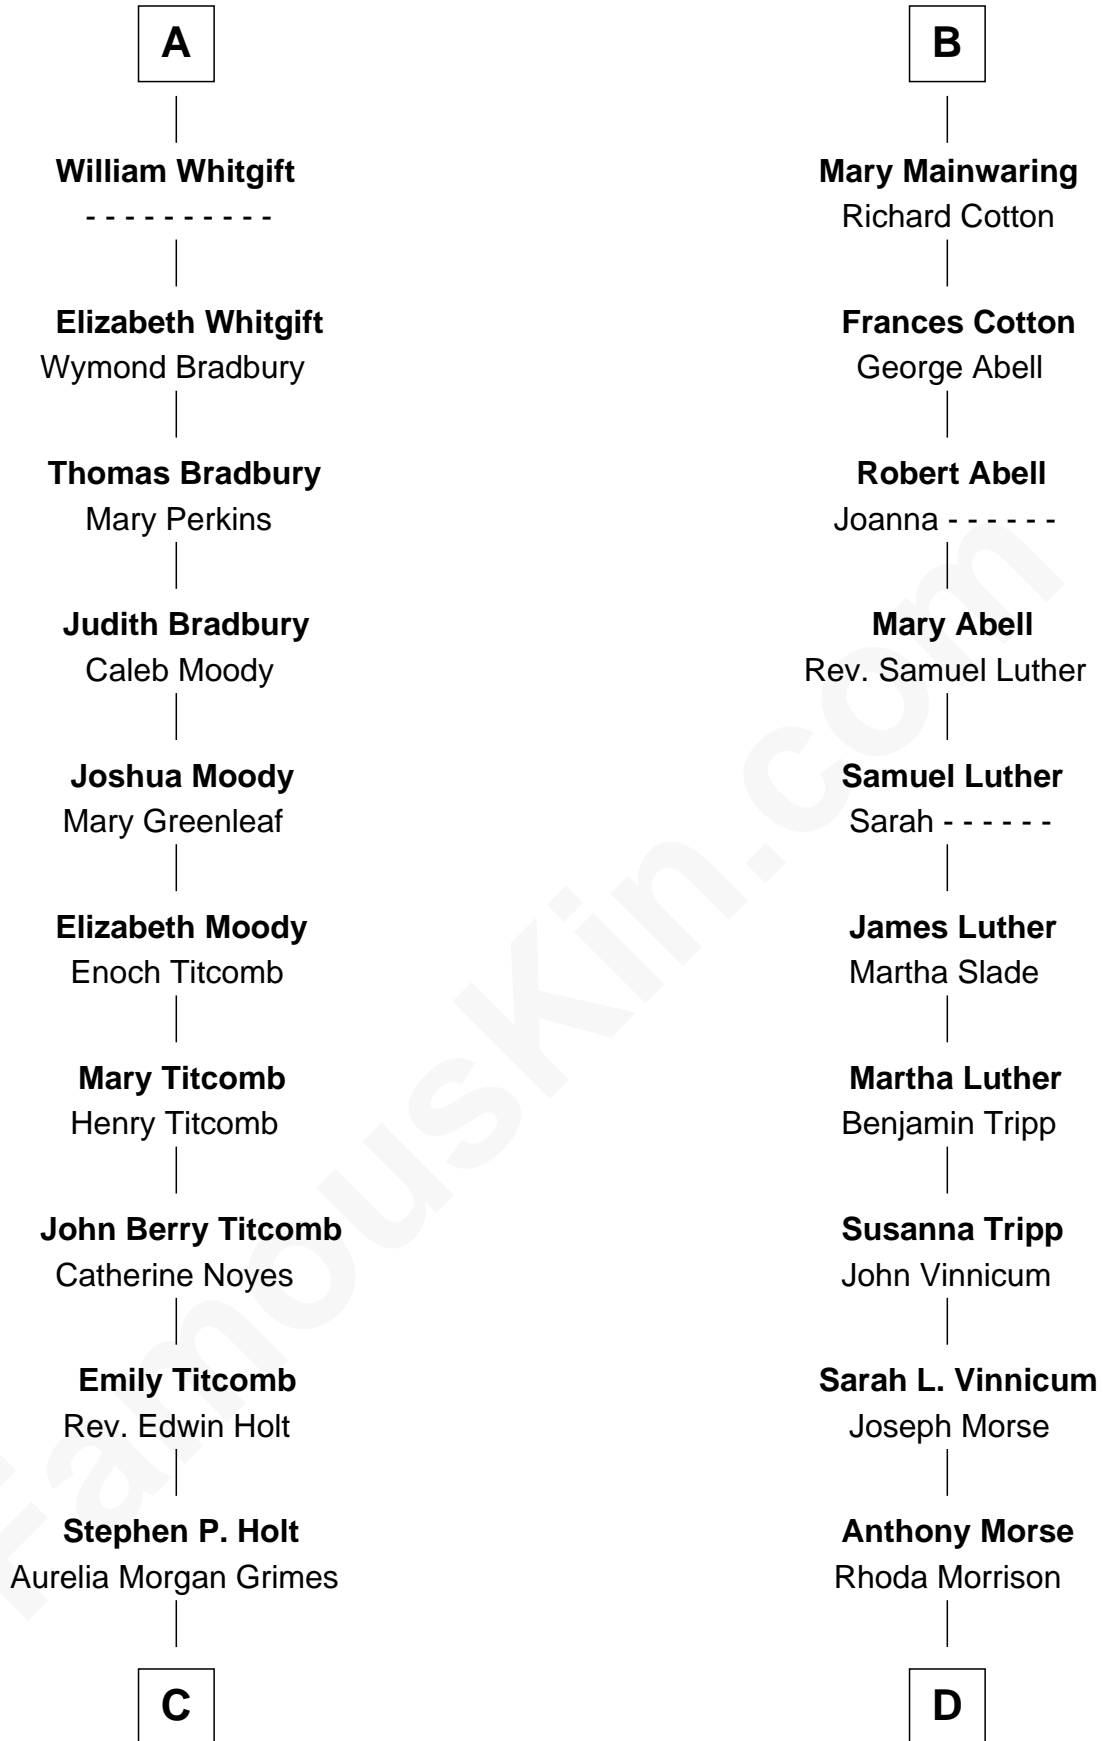 A
William Whitgift
- - - - - - - - - -
Elizabeth Whitgift
Wymond Bradbury
Thomas Bradbury
Mary Perkins
Judith Bradbury
Caleb Moody
Joshua Moody
Mary Greenleaf
Elizabeth Moody
Enoch Titcomb
Mary Titcomb
Henry Titcomb
John Berry Titcomb
Catherine Noyes
Emily Titcomb
Rev. Edwin Holt
Stephen P. Holt
Aurelia Morgan Grimes
C
B
Mary Mainwaring
Richard Cotton
Frances Cotton
George Abell
Robert Abell
Joanna - - - - - -
Mary Abell
Rev. Samuel Luther
Samuel Luther
Sarah - - - - - -
James Luther
Martha Slade
Martha Luther
Benjamin Tripp
Susanna Tripp
John Vinnicum
Sarah L. Vinnicum
Joseph Morse
Anthony Morse
Rhoda Morrison
D
FamousKin.com